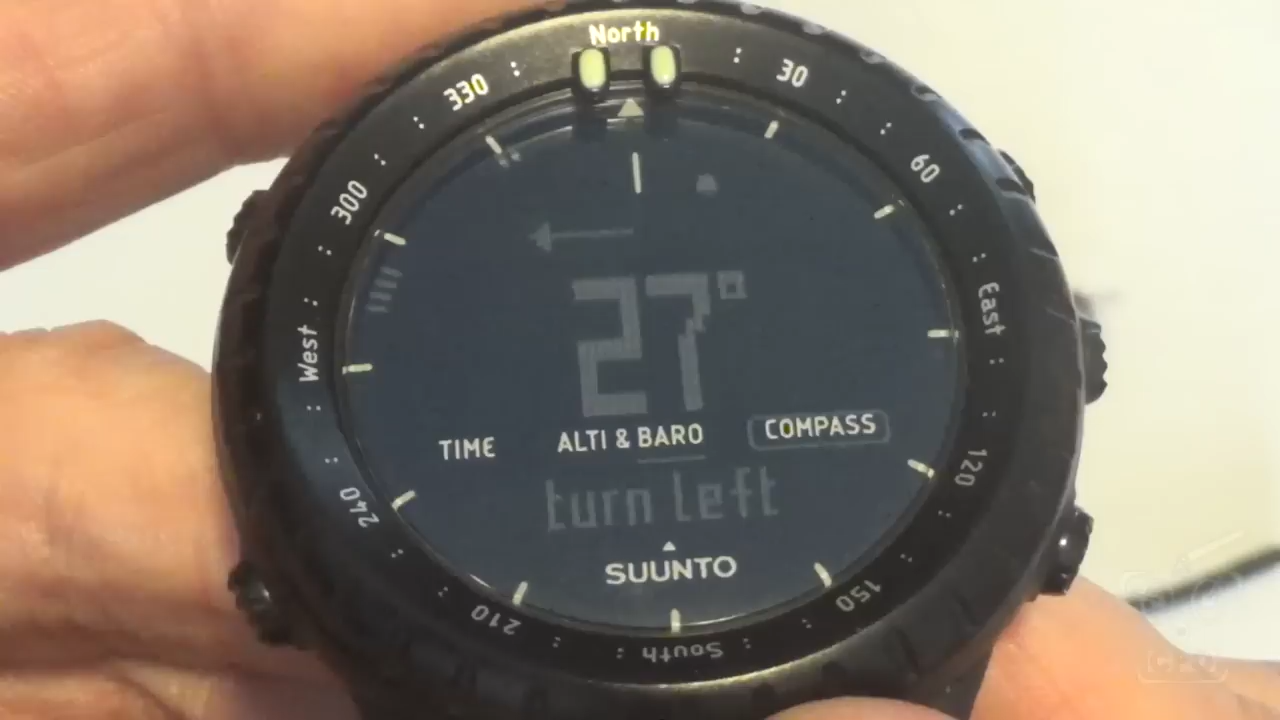 North
330
30
300
60
West
East
27°
TIME ALTI & BARO COMPASS
turn left
240
120
SUUNTO
210
150
South